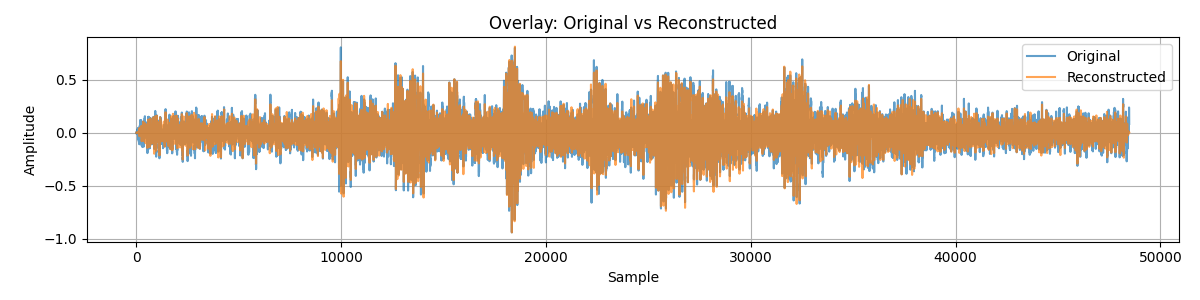 Overlay: Original vs Reconstructed
Original
Reconstructed
Amplitude
0.5
0.0
−0.5
−1.0
0 10000 20000 30000 40000 50000
Sample